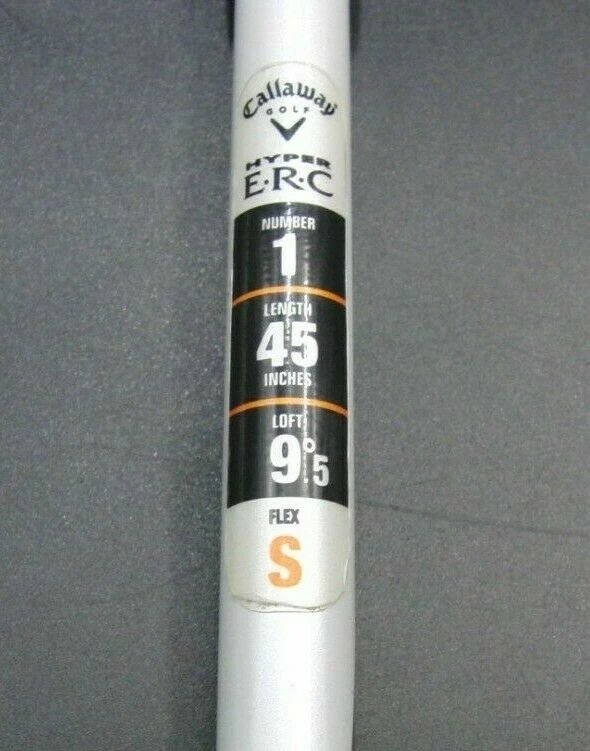 Callaway
GOLF
HYPER
E·R·C
NUMBER
1
LENGTH
45
INCHES
LOFT
9°5
FLEX
S